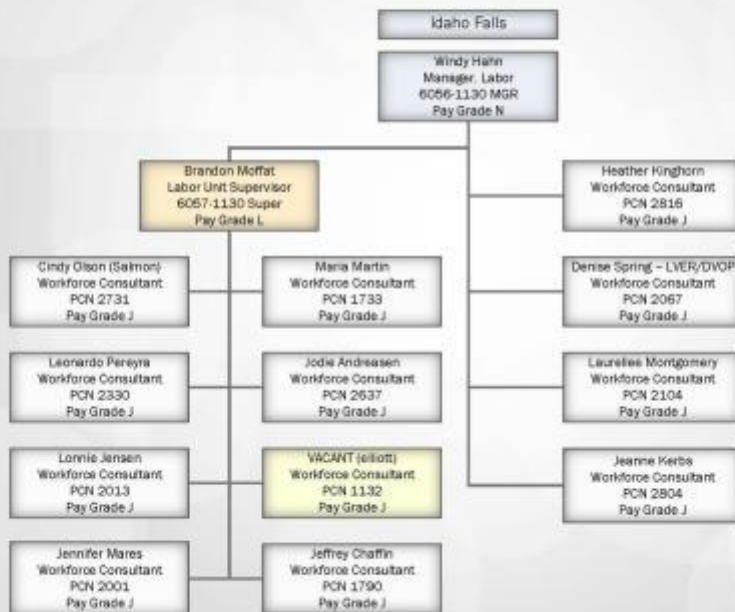 Idaho Falls
Windy Hahn
Manager, Labor
6056-1130 MGR
Pay Grade N
Brandon Moffat
Labor Unit Supervisor
6057-1130 Super
Pay Grade L
Heather Kinghorn
Workforce Consultant
PCN 2816
Pay Grade J
Cindy Olson (Salmon)
Workforce Consultant
PCN 2731
Pay Grade J
Maria Martin
Workforce Consultant
PCN 1733
Pay Grade J
Denise Spring – LVER/DVOP
Workforce Consultant
PCN 2067
Pay Grade J
Leonardo Pereyra
Workforce Consultant
PCN 2330
Pay Grade J
Jodie Andreasen
Workforce Consultant
PCN 2637
Pay Grade J
Laurelies Montgomery
Workforce Consultant
PCN 2104
Pay Grade J
Lonnie Jensen
Workforce Consultant
PCN 2013
Pay Grade J
VACANT (elliott)
Workforce Consultant
PCN 1132
Pay Grade J
Jeanne Kerbs
Workforce Consultant
PCN 2804
Pay Grade J
Jennifer Mares
Workforce Consultant
PCN 2001
Pay Grade J
Jeffrey Chaffin
Workforce Consultant
PCN 1790
Pay Grade J